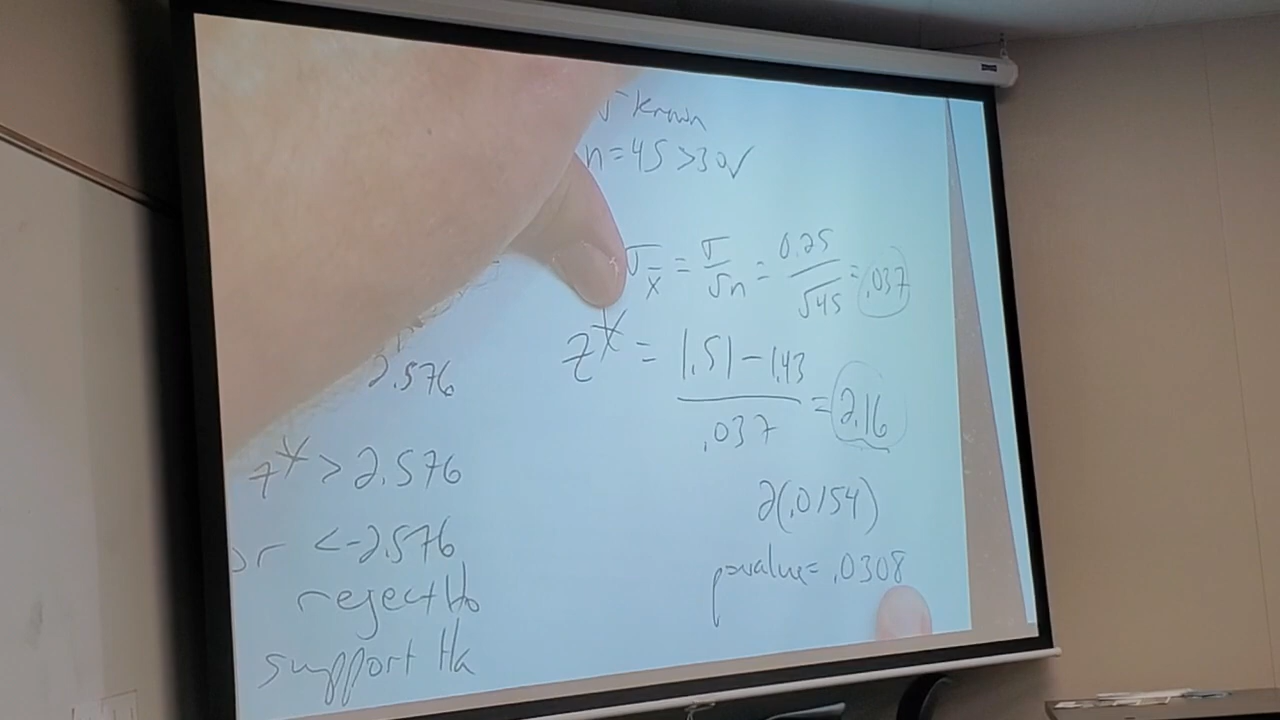 σ known
n=45>30✓
σx̄ = σ/√n = 0.25/√45 = .037
z* = 1.51-1.43/.037 = 2.16
2.576
z* > 2.576
or <-2.576
reject Ho
support Ha
2(.0154)
p-value= .0308